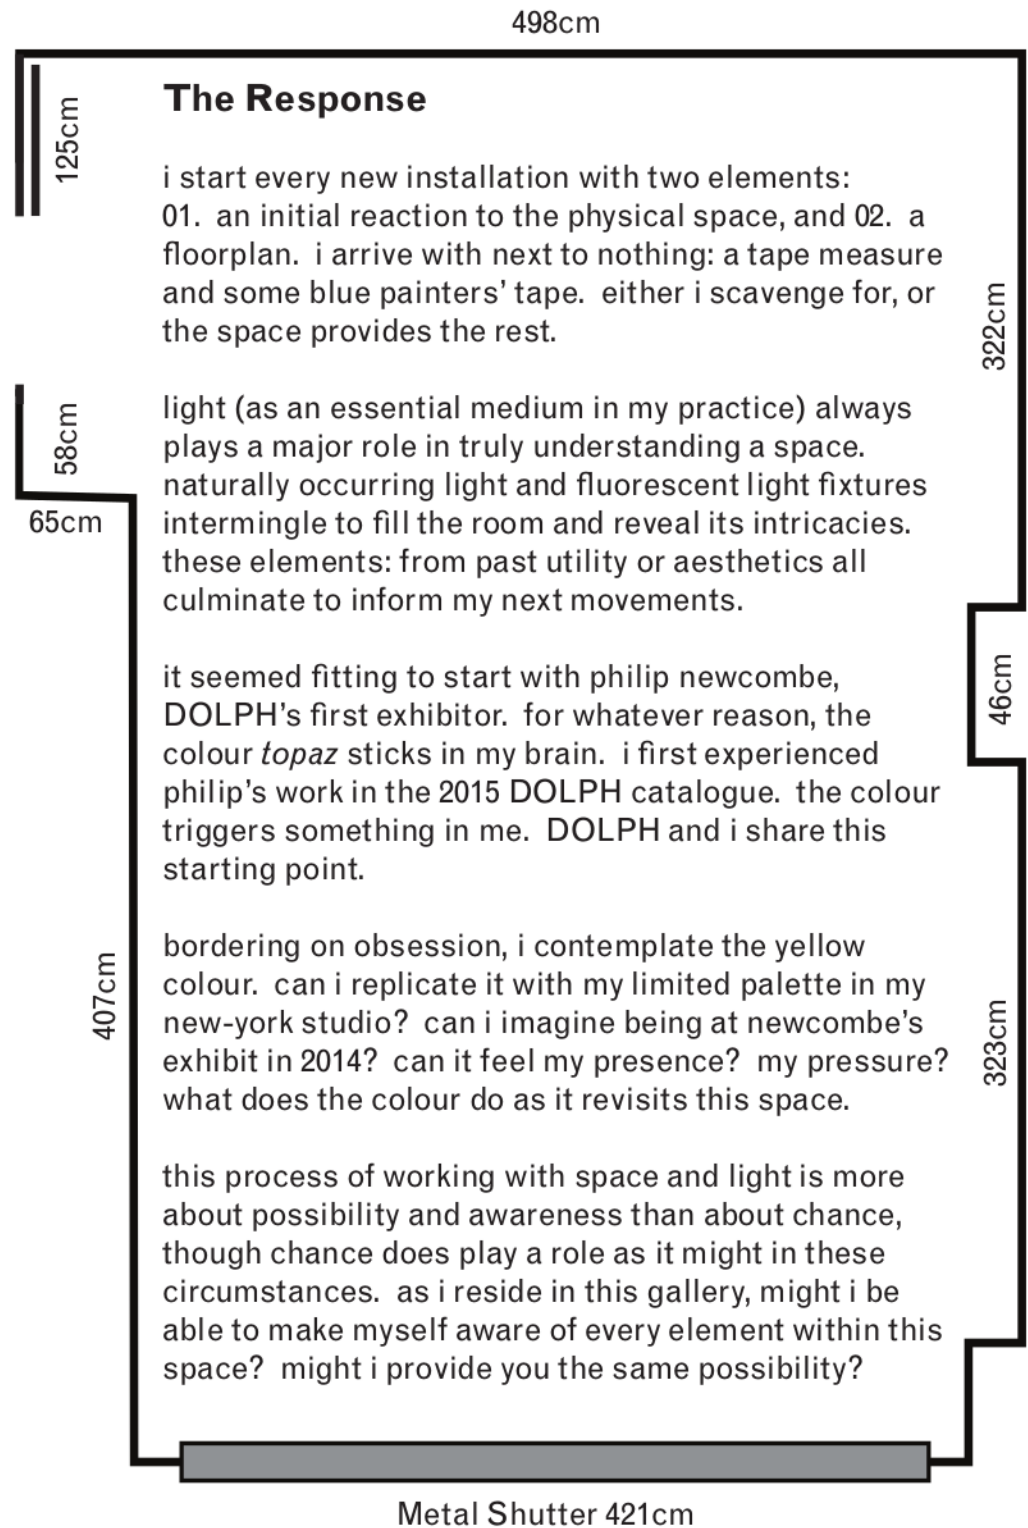 498cm
125cm
The Response
i start every new installation with two elements:
01.  an initial reaction to the physical space, and 02.  a
floorplan.  i arrive with next to nothing: a tape measure
and some blue painters’ tape.  either i scavenge for, or
the space provides the rest.
322cm
light (as an essential medium in my practice) always
plays a major role in truly understanding a space.
naturally occurring light and fluorescent light fixtures
intermingle to fill the room and reveal its intricacies.
these elements: from past utility or aesthetics all
culminate to inform my next movements.
58cm
65cm
it seemed fitting to start with philip newcombe,
DOLPH’s first exhibitor.  for whatever reason, the
colour topaz sticks in my brain.  i first experienced
philip’s work in the 2015 DOLPH catalogue.  the colour
triggers something in me.  DOLPH and i share this
starting point.
46cm
bordering on obsession, i contemplate the yellow
colour.  can i replicate it with my limited palette in my
new-york studio?  can i imagine being at newcombe’s
exhibit in 2014?  can it feel my presence?  my pressure?
what does the colour do as it revisits this space.
407cm
323cm
this process of working with space and light is more
about possibility and awareness than about chance,
though chance does play a role as it might in these
circumstances.  as i reside in this gallery, might i be
able to make myself aware of every element within this
space?  might i provide you the same possibility?
Metal Shutter 421cm